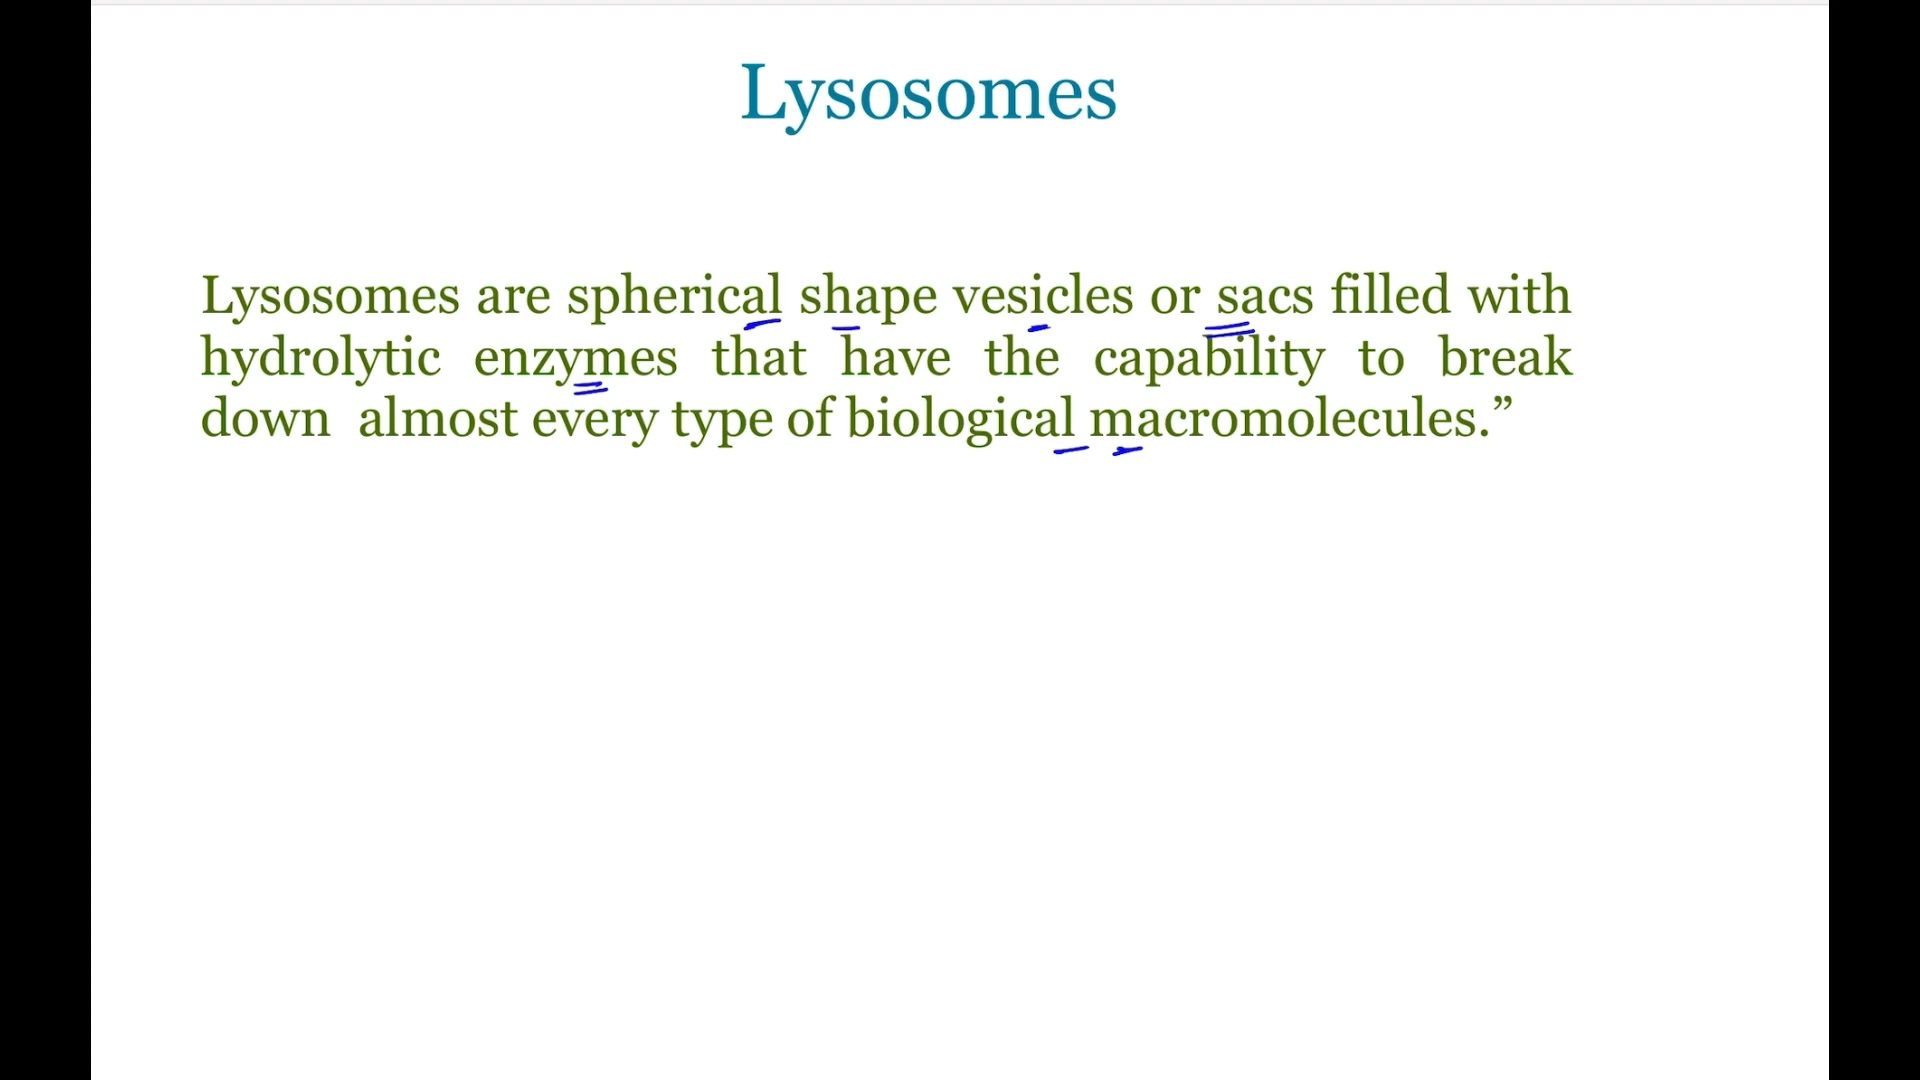 Lysosomes
Lysosomes are spherical shape vesicles or sacs filled with
hydrolytic enzymes that have the capability to break
down almost every type of biological macromolecules.”